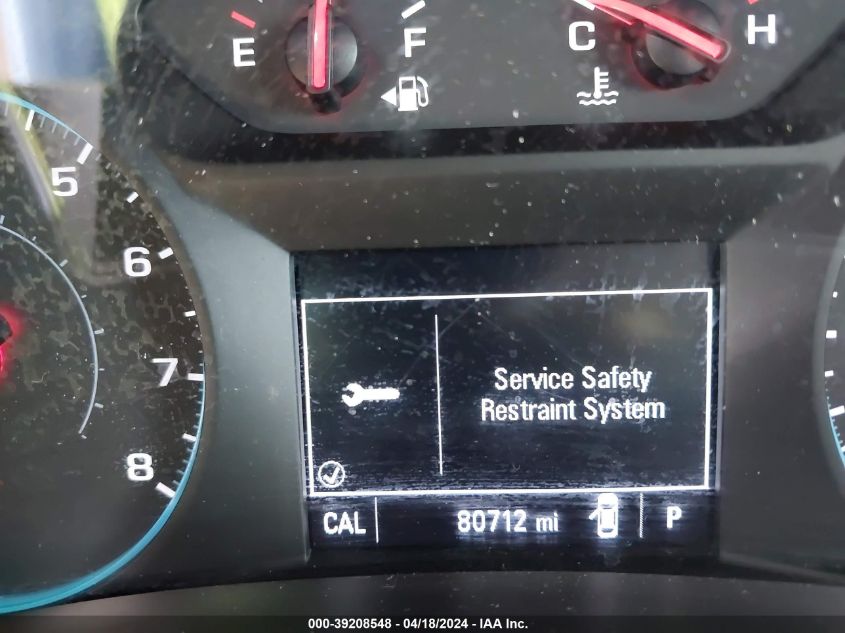 E F C H
5
6
7
8
Service Safety
Restraint System
CAL 80712 mi P
000-39208548 - 04/18/2024 - IAA Inc.